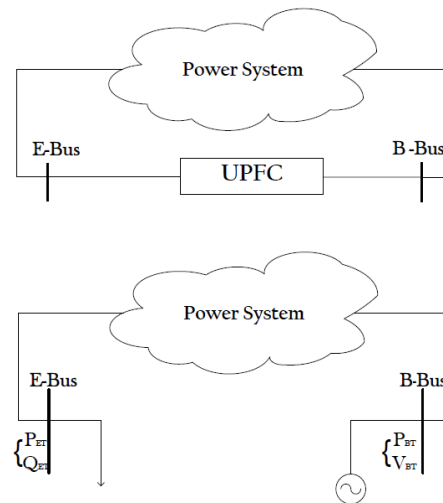 Power System
E-Bus
B -Bus
UPFC
Power System
E-Bus
B-Bus
{ PET
QET
{ PBT
VBT